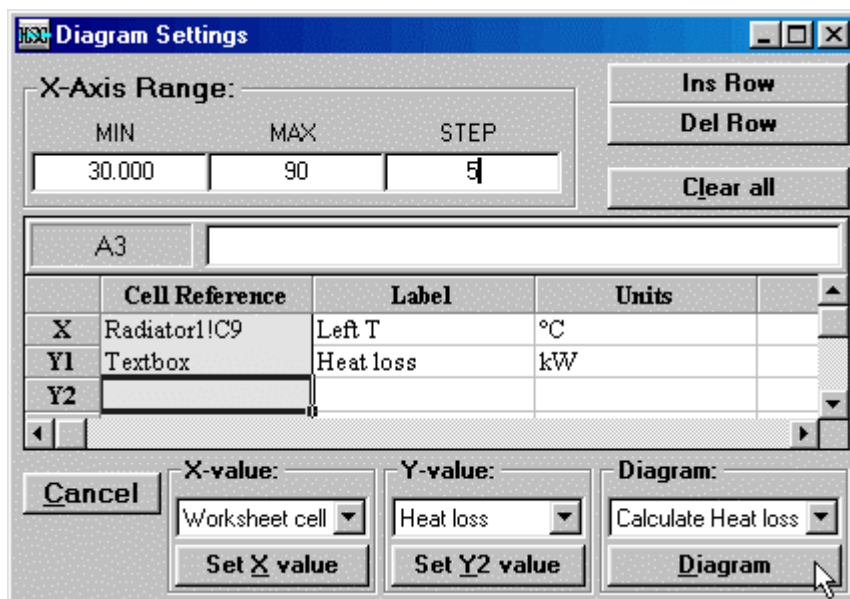 HSC Diagram Settings
X-Axis Range:
MIN MAX STEP
30.000 90 5
Ins Row
Del Row
Clear all
A3
Cell Reference Label Units
X Radiator1!C9 Left T °C
Y1 Textbox Heat loss kW
Y2
Cancel
X-value:
Worksheet cell
Set X value
Y-value:
Heat loss
Set Y2 value
Diagram:
Calculate Heat loss
Diagram